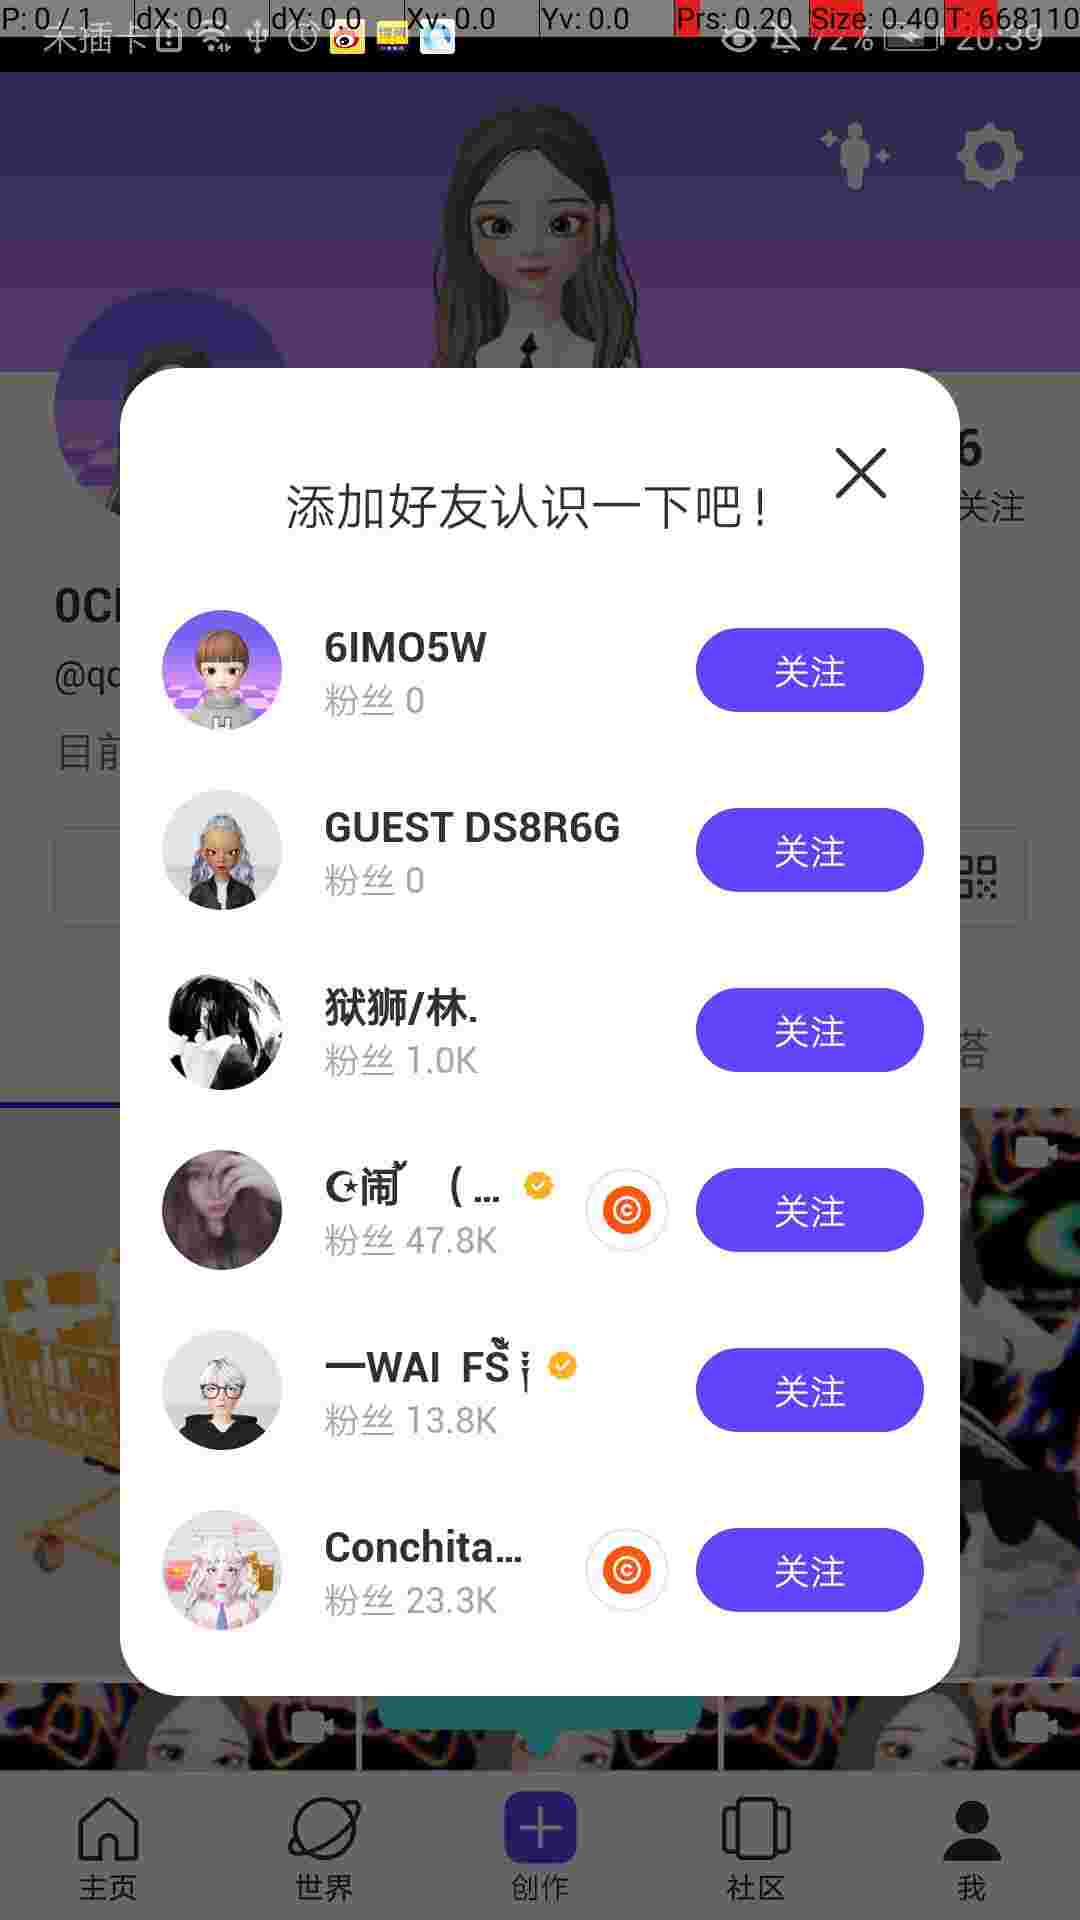 P: 0 / 1 dX: 0.0 dY: 0.0 Xv: 0.0 Yv: 0.0 Prs: 0.20 Size: 0.40 T: 668110
未插卡 72% 20:39
6
关注
添加好友认识一下吧!
0C
@qc
目前
6IMO5W
粉丝 0
关注
GUEST DS8R6G
粉丝 0
关注
狱狮/林.
粉丝 1.0K
关注
答
☪闹 ( ...
粉丝 47.8K
关注
一WAI FS
粉丝 13.8K
关注
Conchita...
粉丝 23.3K
关注
主页 世界 创作 社区 我